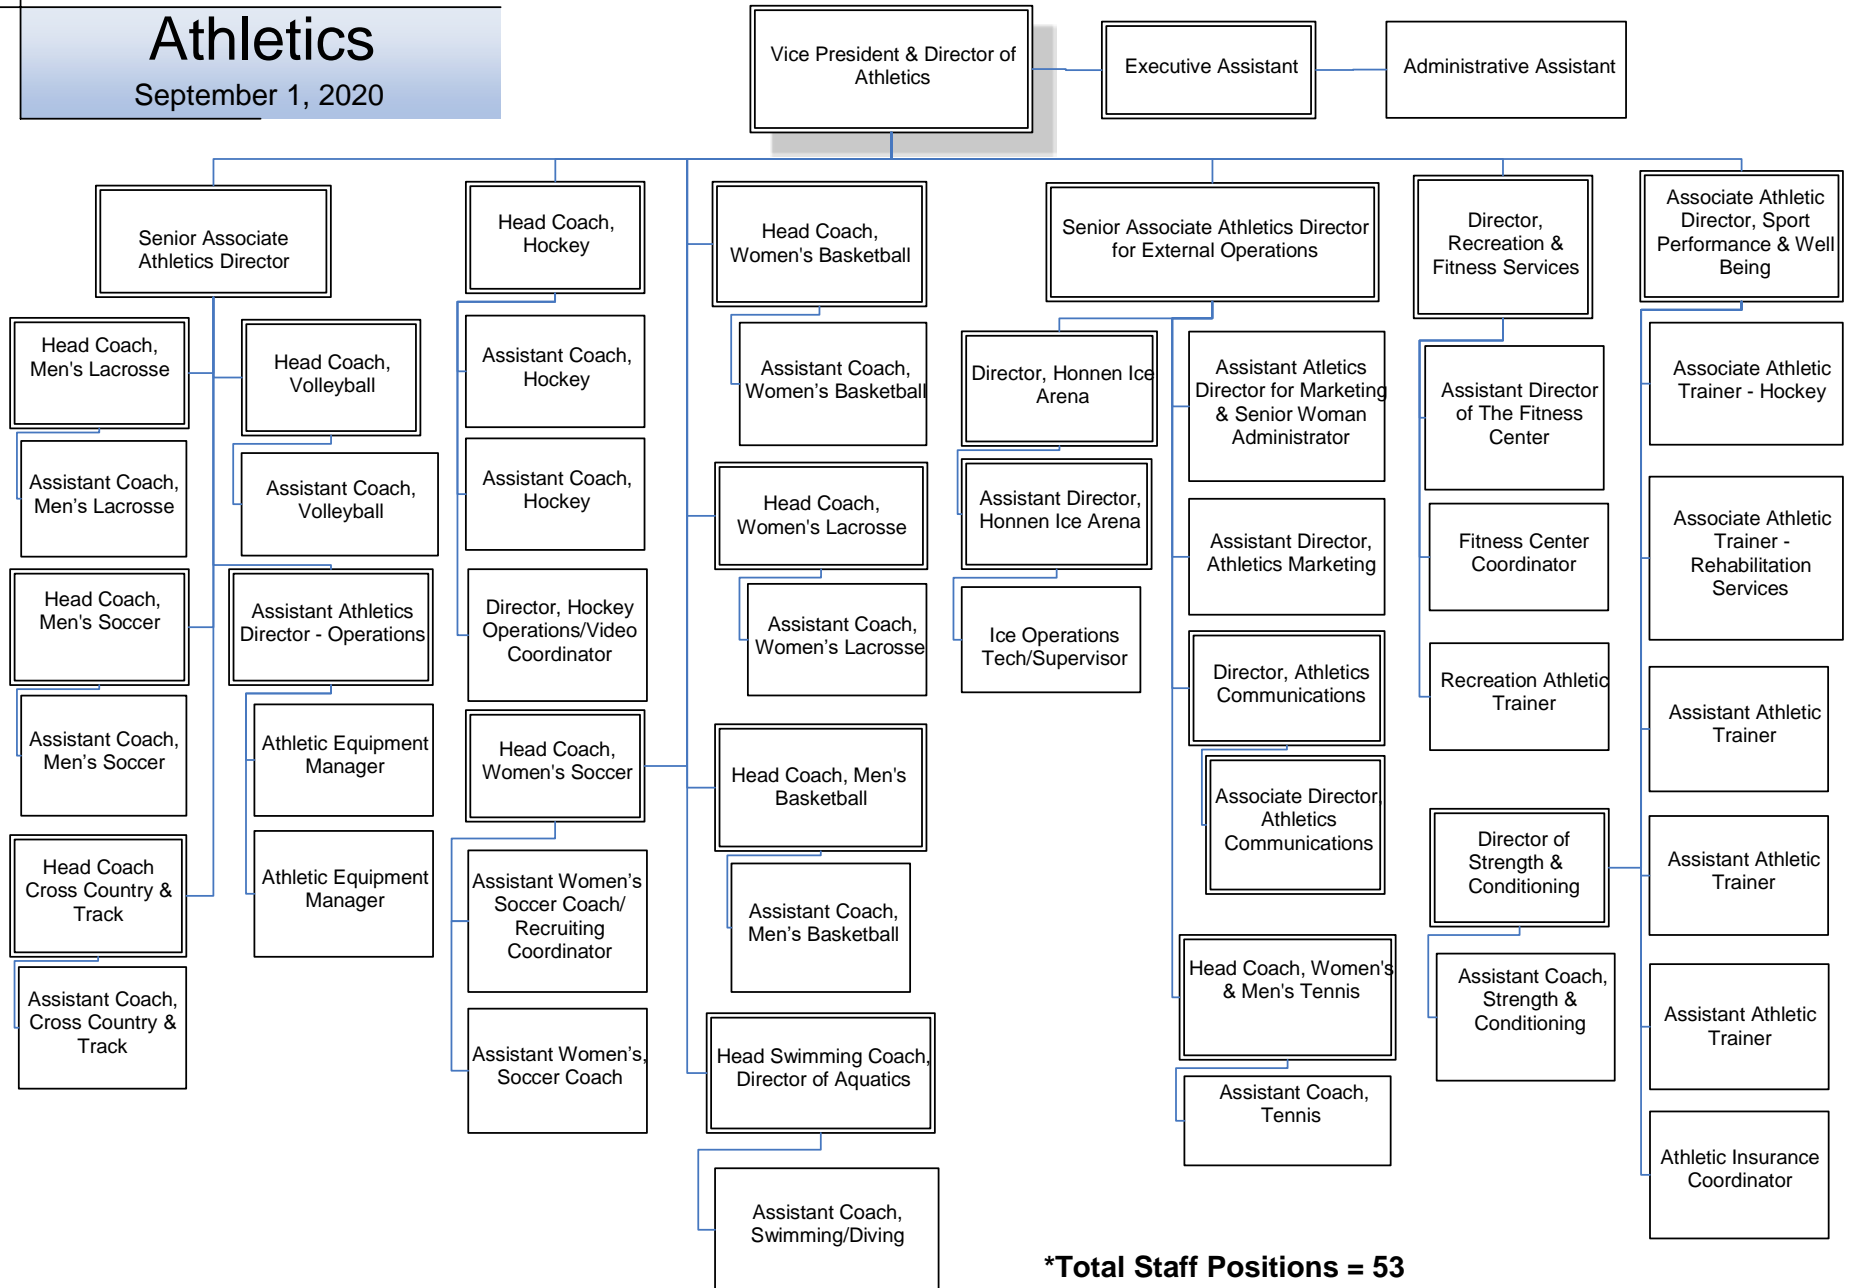 Athletics
September 1, 2020
Vice President & Director of
Athletics
Executive Assistant
Administrative Assistant
Senior Associate
Athletics Director
Head Coach,
Men's Lacrosse
Assistant Coach,
Men’s Lacrosse
Head Coach,
Men's Soccer
Assistant Coach,
Men’s Soccer
Head Coach
Cross Country &
Track
Assistant Coach,
Cross Country &
Track
Head Coach,
Volleyball
Assistant Coach,
Volleyball
Assistant Athletics
Director - Operations
Athletic Equipment
Manager
Athletic Equipment
Manager
Head Coach,
Hockey
Assistant Coach,
Hockey
Assistant Coach,
Hockey
Director, Hockey
Operations/Video
Coordinator
Head Coach,
Women's Soccer
Assistant Women’s
Soccer Coach/
Recruiting
Coordinator
Assistant Women’s,
Soccer Coach
Head Coach,
Women's Basketball
Assistant Coach,
Women’s Basketball
Head Coach,
Women's Lacrosse
Assistant Coach,
Women’s Lacrosse
Head Coach, Men's
Basketball
Assistant Coach,
Men’s Basketball
Head Swimming Coach,
Director of Aquatics
Assistant Coach,
Swimming/Diving
Senior Associate Athletics Director
for External Operations
Director, Honnen Ice
Arena
Assistant Director,
Honnen Ice Arena
Ice Operations
Tech/Supervisor
Assistant Atletics
Director for Marketing
& Senior Woman
Administrator
Assistant Director,
Athletics Marketing
Director, Athletics
Communications
Associate Director,
Athletics
Communications
Head Coach, Women's
& Men's Tennis
Assistant Coach,
Tennis
Director,
Recreation &
Fitness Services
Assistant Director
of The Fitness
Center
Fitness Center
Coordinator
Recreation Athletic
Trainer
Associate Athletic
Director, Sport
Performance & Well
Being
Associate Athletic
Trainer - Hockey
Associate Athletic
Trainer -
Rehabilitation
Services
Assistant Athletic
Trainer
Director of
Strength &
Conditioning
Assistant Coach,
Strength &
Conditioning
Assistant Athletic
Trainer
Assistant Athletic
Trainer
Athletic Insurance
Coordinator
*Total Staff Positions = 53